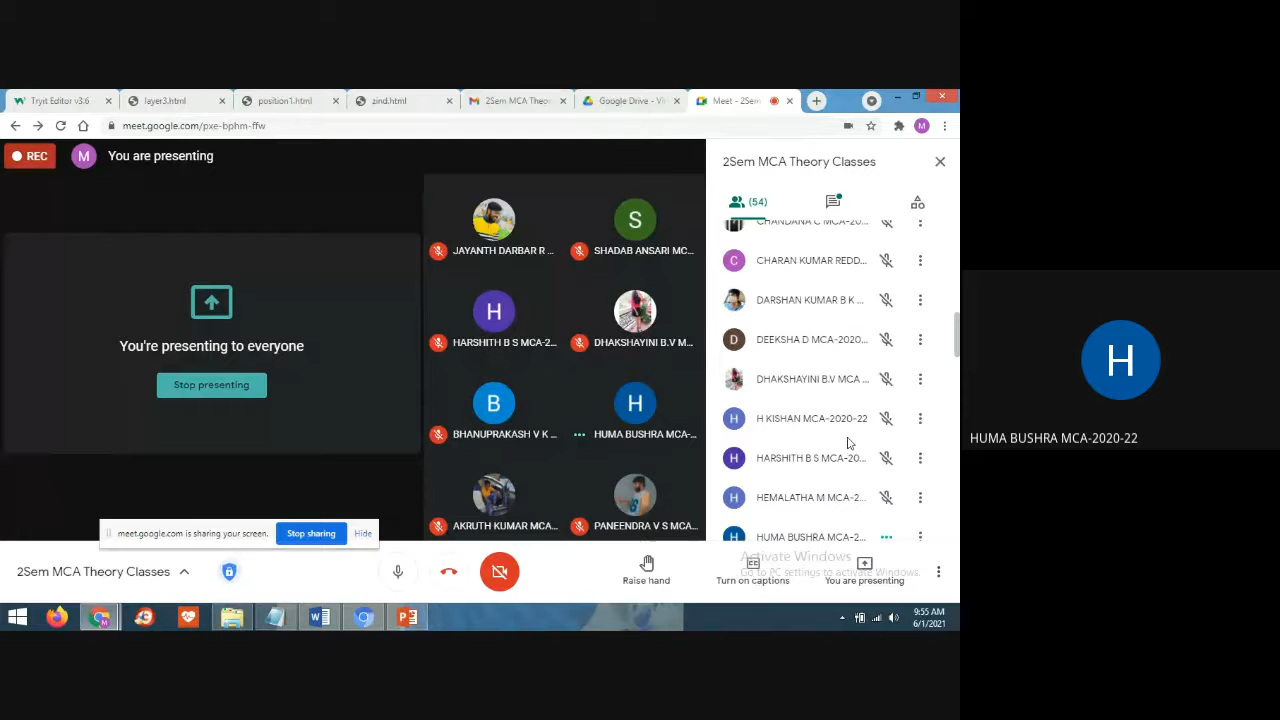 Tryit Editor v3.6
layer3.html
position1.html
zind.html
2Sem MCA Theor
Google Drive - Vi
Meet - 2Sem
meet.google.com/pxe-bphm-ffw
M
REC
M
You are presenting
2Sem MCA Theory Classes
(54)
You're presenting to everyone
Stop presenting
JAYANTH DARBAR R ...
S
SHADAB ANSARI MC...
H
HARSHITH B S MCA-2...
DHAKSHAYINI B.V M...
B
BHANUPRAKASH V K ...
H
HUMA BUSHRA MCA-...
AKRUTH KUMAR MCA...
PANEENDRA V S MCA...
CHANDANA C MCA-20...
C
CHARAN KUMAR REDD...
DARSHAN KUMAR B K ...
D
DEEKSHA D MCA-2020...
DHAKSHAYINI B.V MCA ...
H
H KISHAN MCA-2020-22
H
HARSHITH B S MCA-20...
H
HEMALATHA M MCA-2...
H
HUMA BUSHRA MCA-2...
H
HUMA BUSHRA MCA-2020-22
meet.google.com is sharing your screen.
Stop sharing
Hide
Activate Windows
Go to PC settings to activate Windows.
2Sem MCA Theory Classes
Raise hand
CC
Turn on captions
You are presenting
9:55 AM
6/1/2021